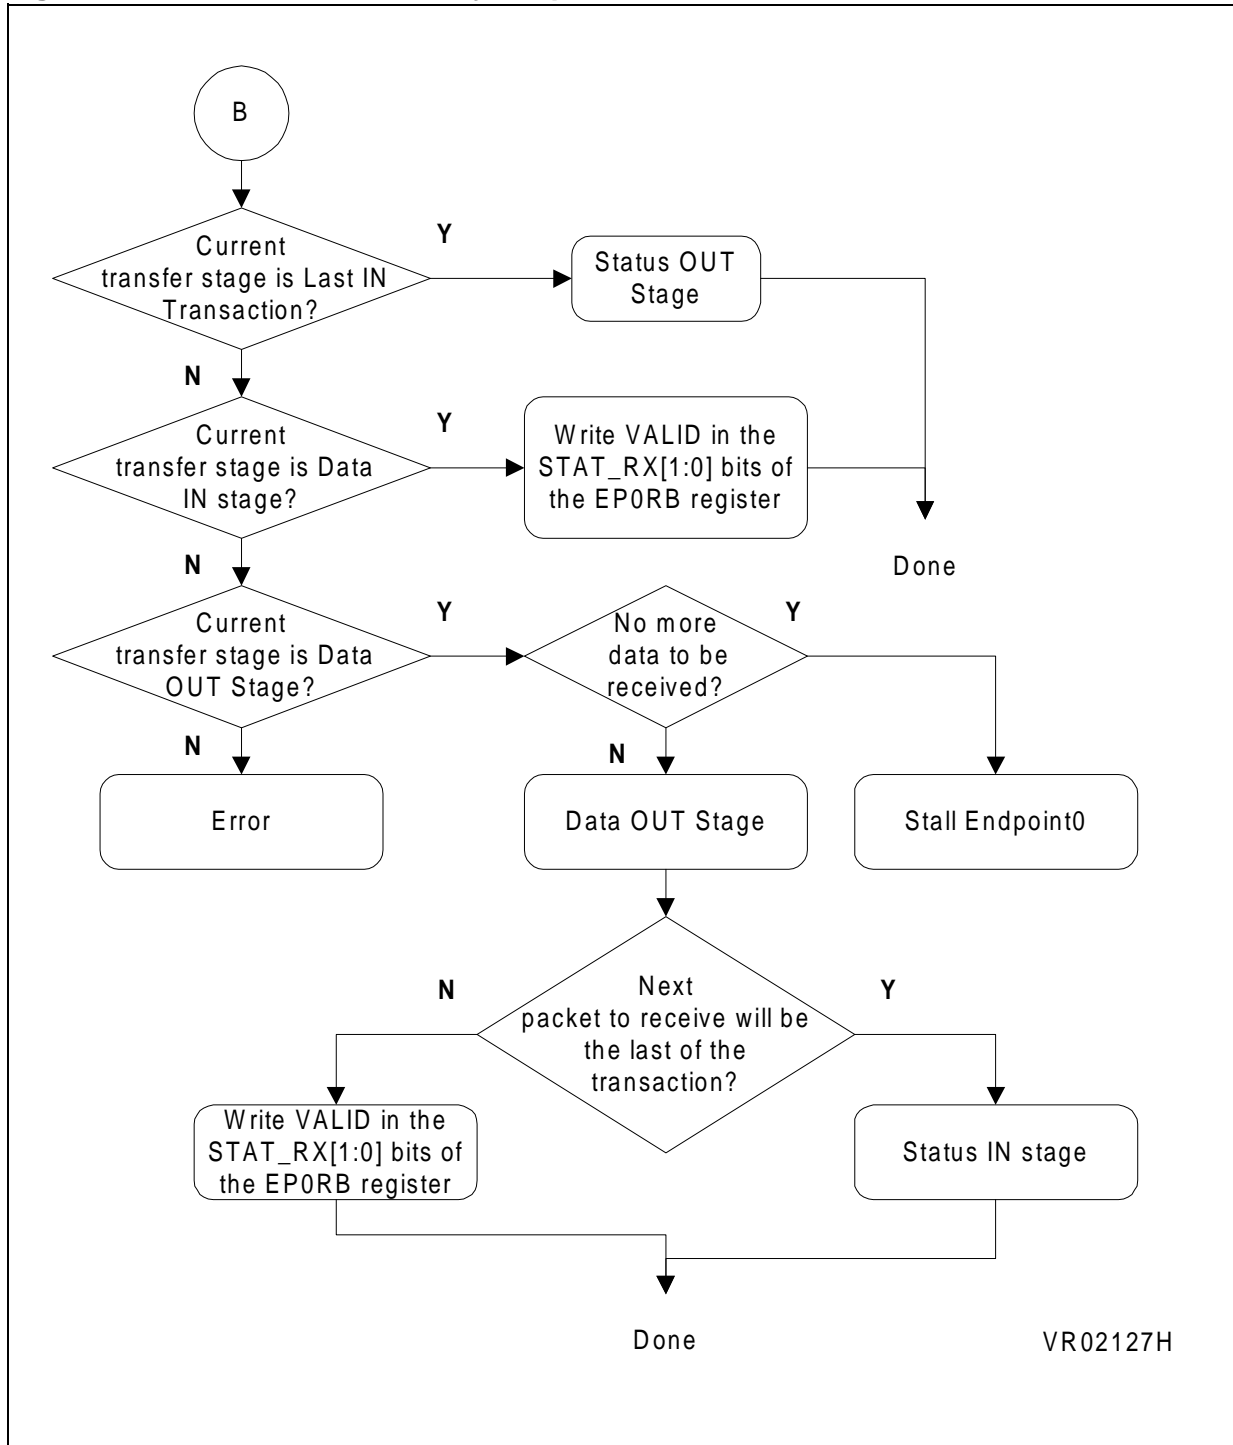 B
Current
transfer stage is Last IN
Transaction?
Y
Status OUT
Stage
N
Current
transfer stage is Data
IN stage?
Y
Write VALID in the
STAT_RX[1:0] bits of
the EP0RB register
Done
N
Current
transfer stage is Data
OUT Stage?
Y
No more
data to be
received?
Y
N
Error
N
Data OUT Stage
Stall Endpoint0
Next
packet to receive will be
the last of the
transaction?
N
Y
Write VALID in the
STAT_RX[1:0] bits of
the EP0RB register
Status IN stage
Done
VR02127H